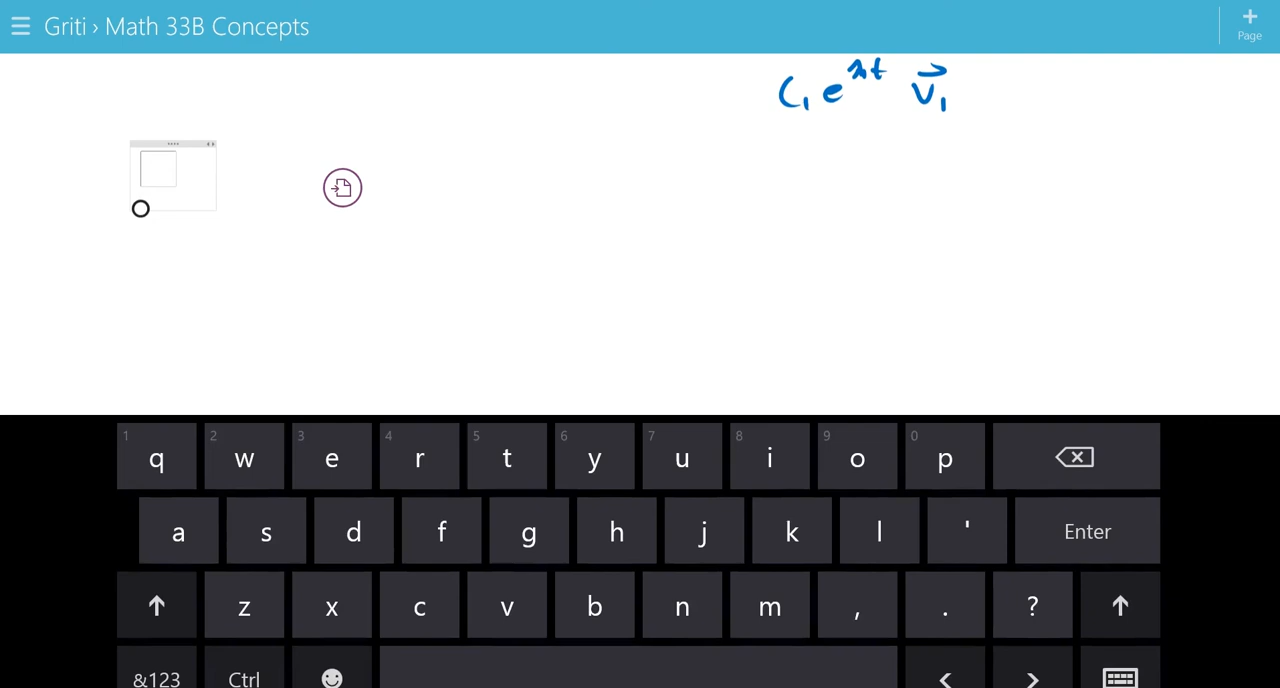 Griti › Math 33B Concepts
Page
C₁ e^λt v⃗₁
1 2 3 4 5 6 7 8 9 0
q w e r t y u i o p
a s d f g h j k l ' Enter
z x c v b n m , . ?
&123 Ctrl < >